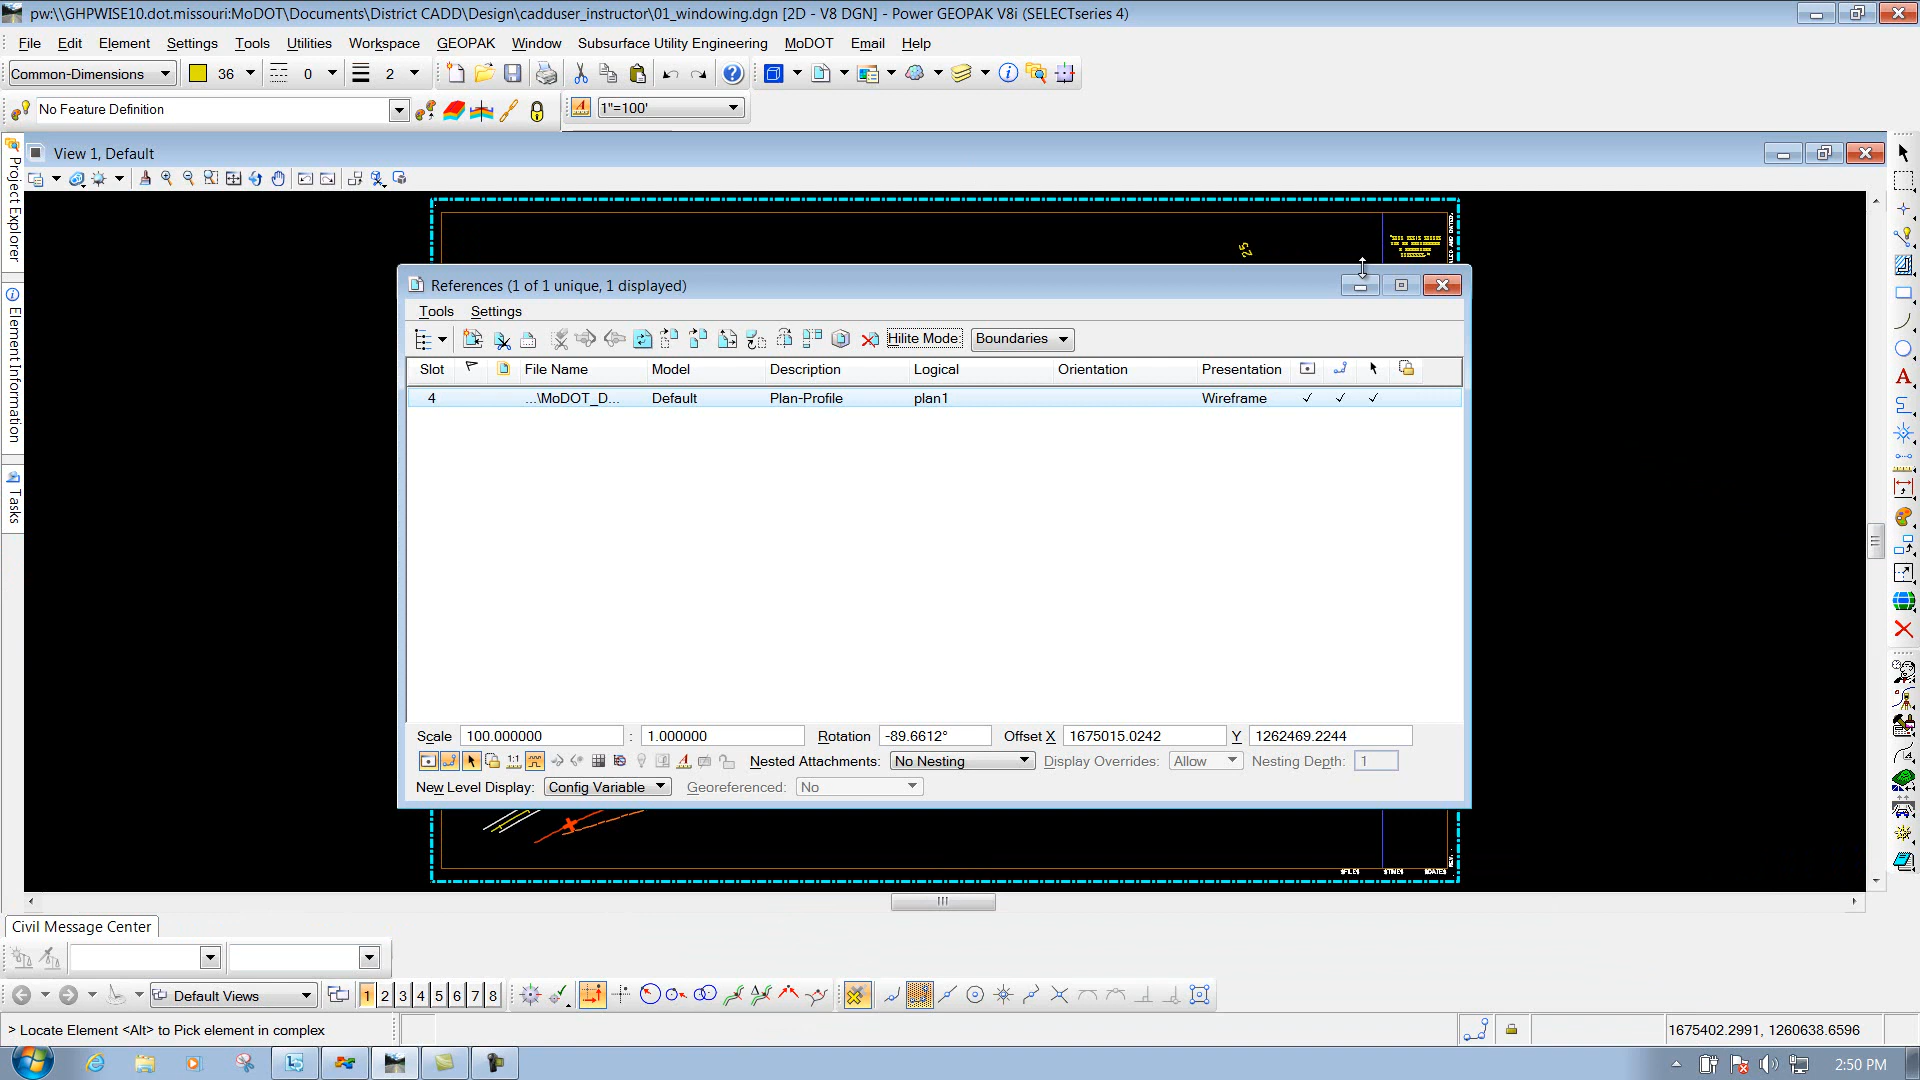 pw:\\GHPWISE10.dot.missouri:MoDOT\Documents\District CADD\Design\cadduser_instructor\01_windowing.dgn [2D - V8 DGN] - Power GEOPAK V8i (SELECTseries 4)
File Edit Element Settings Tools Utilities Workspace GEOPAK Window Subsurface Utility Engineering MoDOT Email Help
Common-Dimensions 36 0 2
No Feature Definition 1"=100'
View 1, Default
Project Explorer
Element Information
Tasks
25
References (1 of 1 unique, 1 displayed)
Tools Settings
Hilite Mode: Boundaries
Slot File Name Model Description Logical Orientation Presentation
4 ...\MoDOT_D... Default Plan-Profile plan1 Wireframe
Scale 100.000000 : 1.000000 Rotation -89.6612° Offset X 1675015.0242 Y 1262469.2244
1:1 Nested Attachments: No Nesting Display Overrides: Allow Nesting Depth: 1
New Level Display: Config Variable Georeferenced: No
$FILE$ $TIME$ $DATE$
Civil Message Center
Default Views 1 2 3 4 5 6 7 8
> Locate Element <Alt> to Pick element in complex 1675402.2991, 1260638.6596
2:50 PM